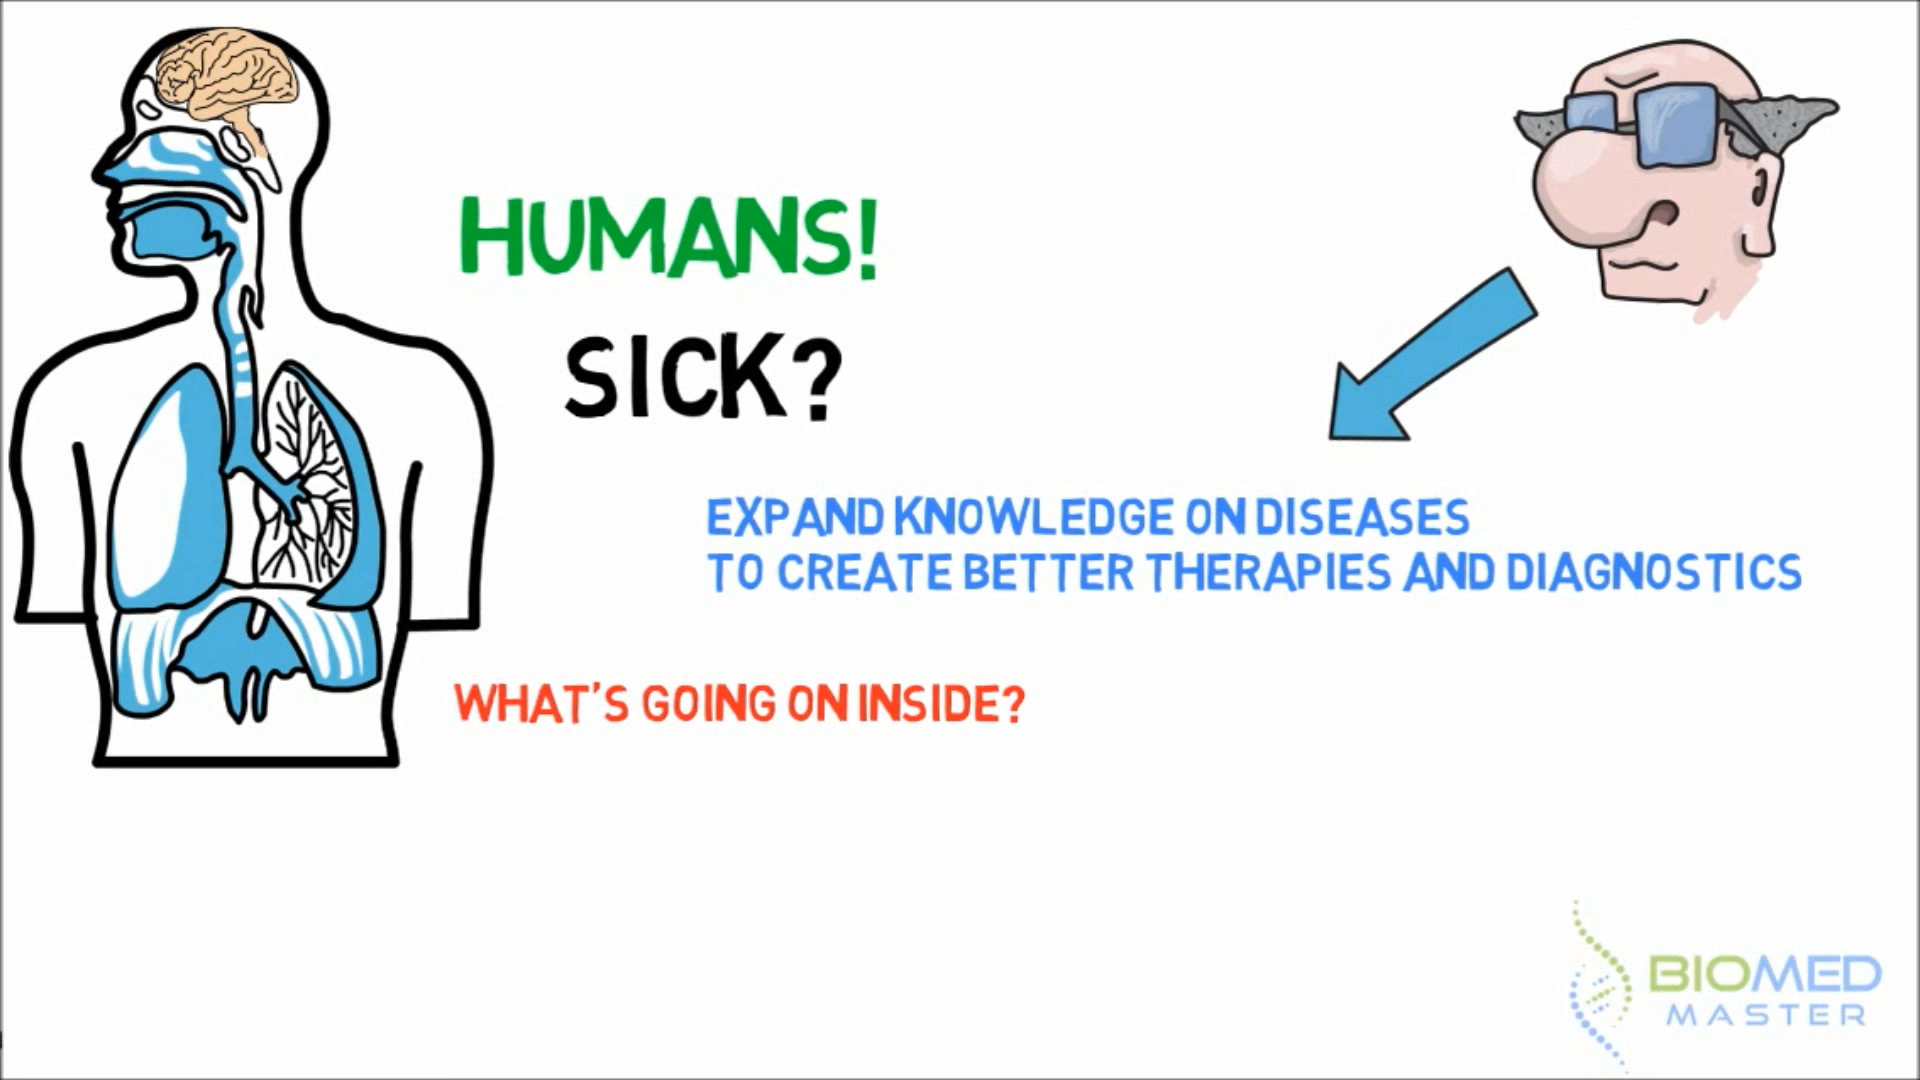 HUMANS!
SICK?
EXPAND KNOWLEDGE ON DISEASES
TO CREATE BETTER THERAPIES AND DIAGNOSTICS
WHAT'S GOING ON INSIDE?
BIOMED
MASTER